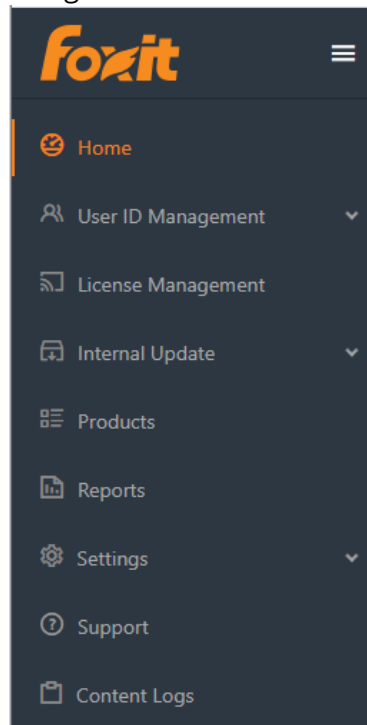 foxit
Home
User ID Management
License Management
Internal Update
Products
Reports
Settings
Support
Content Logs